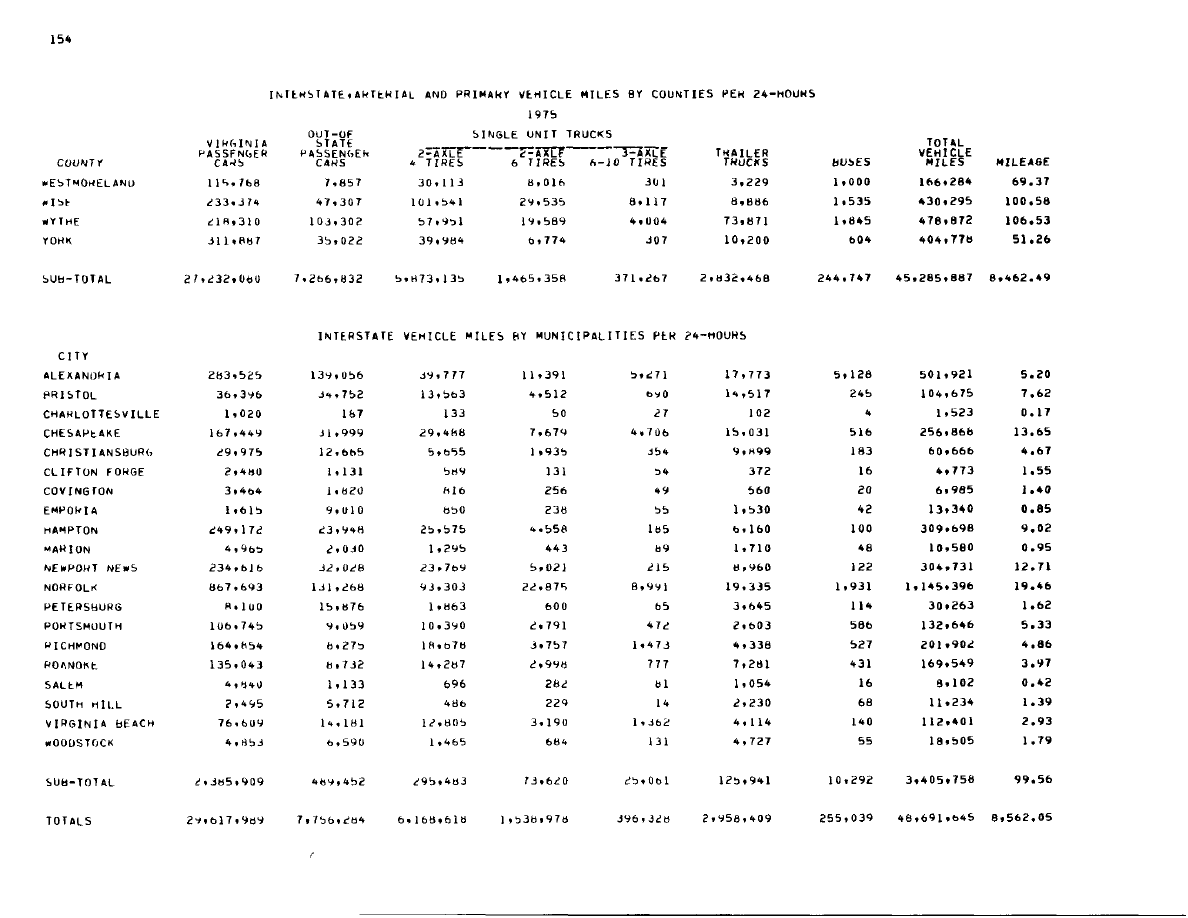 154
INTERSTATE,ARTERIAL AND PRIMARY VEHICLE MILES BY COUNTIES PER 24-HOURS
1975
OUT-OF SINGLE UNIT TRUCKS
VIRGINIA STATE TOTAL
PASSENGER PASSENGER 2-AXLE 2-AXLE 3-AXLE TRAILER VEHICLE
COUNTY CARS CARS 4 TIRES 6 TIRES 6-10 TIRES TRUCKS BUSES MILES MILEAGE
WESTMORELAND 115,768 7,857 30,113 8,016 301 3,229 1,000 166,284 69.37
WISE 233,374 47,307 101,541 29,535 8,117 8,886 1,535 430,295 100.58
WYTHE 218,310 103,302 57,951 19,589 4,004 73,871 1,845 478,872 106.53
YORK 311,887 35,022 39,984 6,774 307 10,200 604 404,778 51.26
SUB-TOTAL 27,232,080 7,266,832 5,873,135 1,465,358 371,267 2,832,468 244,747 45,285,887 8,462.49
INTERSTATE VEHICLE MILES BY MUNICIPALITIES PER 24-HOURS
CITY
ALEXANDRIA 283,525 139,056 39,777 11,391 5,271 17,773 5,128 501,921 5.20
BRISTOL 36,396 34,752 13,563 4,512 690 14,517 245 104,675 7.62
CHARLOTTESVILLE 1,020 187 133 50 27 102 4 1,523 0.17
CHESAPEAKE 167,449 31,999 29,488 7,679 4,706 15,031 516 256,868 13.65
CHRISTIANSBURG 29,975 12,665 5,655 1,935 354 9,899 183 60,666 4.67
CLIFTON FORGE 2,480 1,131 589 131 54 372 16 4,773 1.55
COVINGTON 3,464 1,820 816 256 49 560 20 6,985 1.40
EMPORIA 1,615 9,010 850 238 55 1,530 42 13,340 0.85
HAMPTON 249,172 23,948 25,575 4,558 185 6,160 100 309,698 9.02
MARION 4,965 2,030 1,295 443 89 1,710 48 10,580 0.95
NEWPORT NEWS 234,616 32,028 23,769 5,021 215 8,960 122 304,731 12.71
NORFOLK 867,693 131,268 93,303 22,875 8,991 19,335 1,931 1,145,396 19.46
PETERSBURG 8,100 15,876 1,863 600 65 3,645 114 30,263 1.62
PORTSMOUTH 106,745 9,059 10,390 2,791 472 2,603 586 132,646 5.33
RICHMOND 164,854 8,275 18,678 3,757 1,473 4,338 527 201,902 4.86
ROANOKE 135,043 8,732 14,287 2,998 777 7,281 431 169,549 3.97
SALEM 4,840 1,133 696 282 81 1,054 16 8,102 0.42
SOUTH HILL 2,495 5,712 486 229 14 2,230 68 11,234 1.39
VIRGINIA BEACH 76,609 14,181 12,805 3,190 1,362 4,114 140 112,401 2.93
WOODSTOCK 4,853 6,590 1,465 684 131 4,727 55 18,505 1.79
SUB-TOTAL 2,385,909 489,452 295,483 73,620 25,061 125,941 10,292 3,405,758 99.56
TOTALS 29,617,989 7,756,284 6,168,618 1,538,978 396,328 2,958,409 255,039 48,691,645 8,562.05